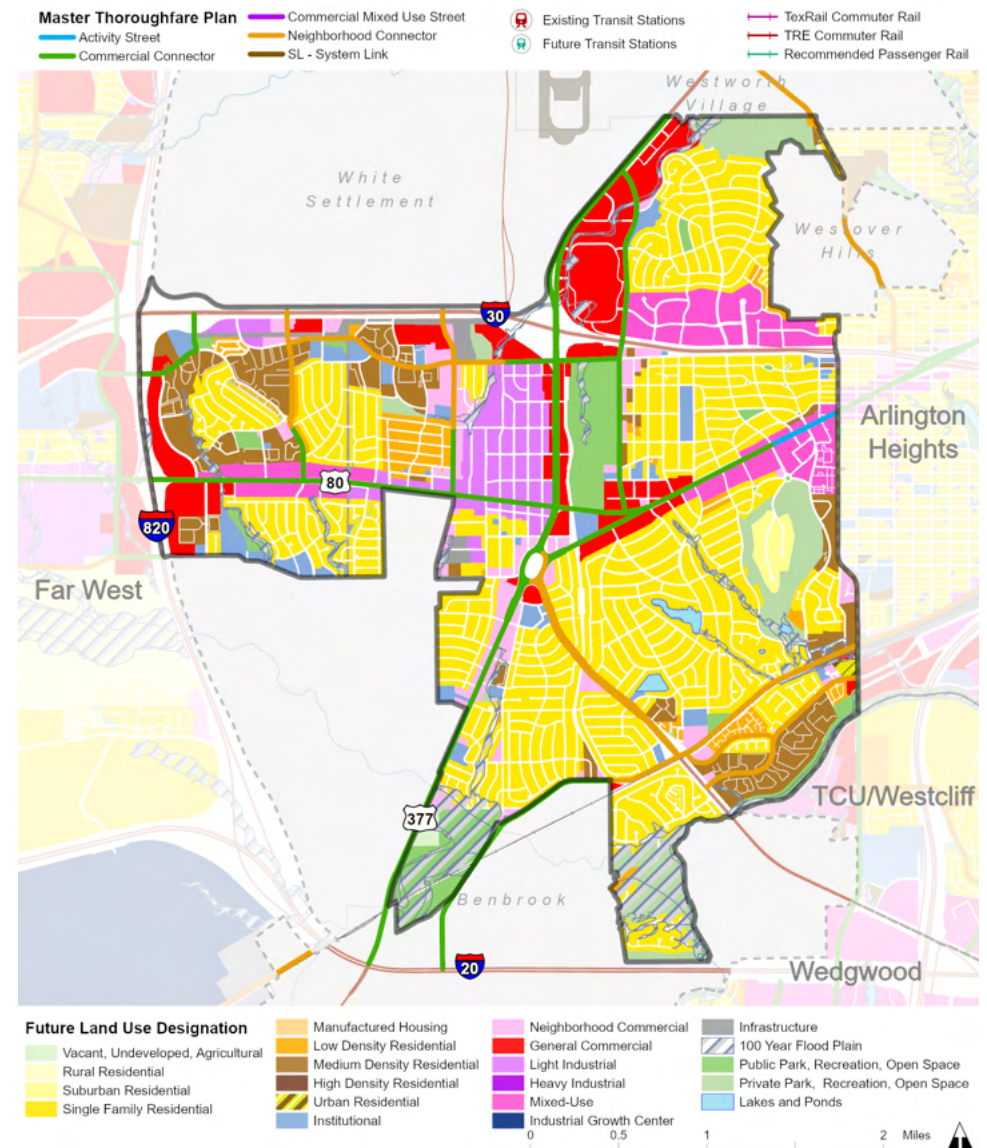 Master Thoroughfare Plan
Activity Street
Commercial Connector
Commercial Mixed Use Street
Neighborhood Connector
SL - System Link
Existing Transit Stations
Future Transit Stations
TexRail Commuter Rail
TRE Commuter Rail
Recommended Passenger Rail
Westworth
Village
White
Settlement
Westover
Hills
30
Arlington
Heights
80
820
Far West
TCU/Westcliff
377
Benbrook
20
Wedgwood
Future Land Use Designation
Vacant, Undeveloped, Agricultural
Rural Residential
Suburban Residential
Single Family Residential
Manufactured Housing
Low Density Residential
Medium Density Residential
High Density Residential
Urban Residential
Institutional
Neighborhood Commercial
General Commercial
Light Industrial
Heavy Industrial
Mixed-Use
Industrial Growth Center
Infrastructure
100 Year Flood Plain
Public Park, Recreation, Open Space
Private Park, Recreation, Open Space
Lakes and Ponds
0 0.5 1 2 Miles